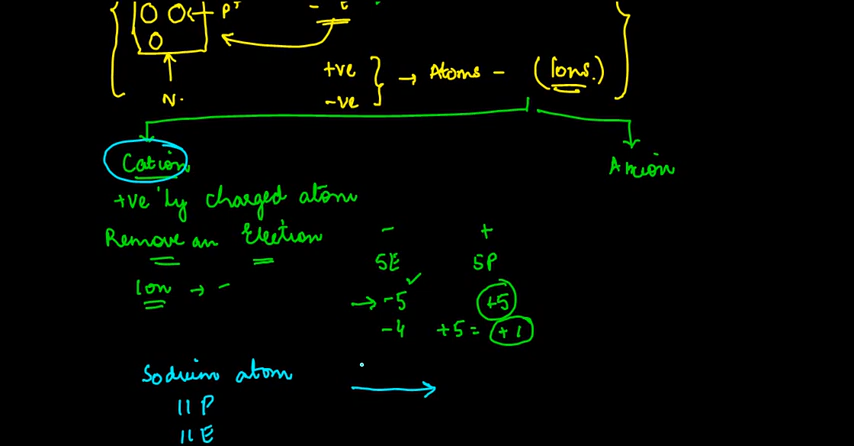 P+ - E
N.
+ve
-ve
→ Atoms - (Ions.)
Cation
Anion
+ve'ly charged atom
Remove an Electron
Ion → -
- +
5E 5P
→ -5 ✓ +5
-4 +5 = +1
Sodium atom →
11 P
11 E